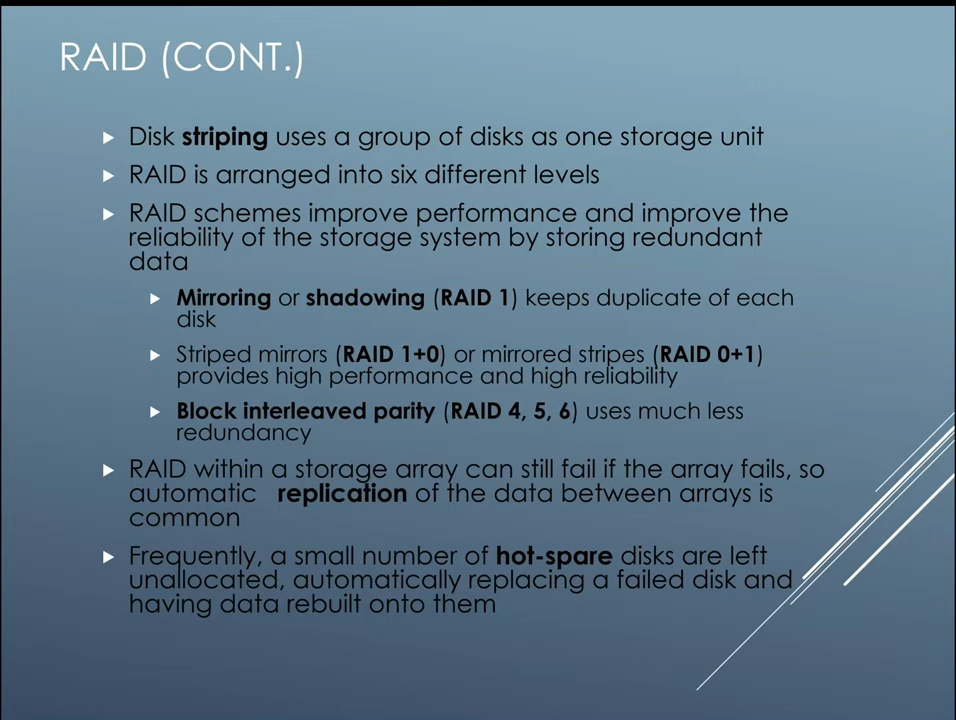 RAID (CONT.)
Disk striping uses a group of disks as one storage unit
RAID is arranged into six different levels
RAID schemes improve performance and improve the
reliability of the storage system by storing redundant
data
Mirroring or shadowing (RAID 1) keeps duplicate of each
disk
Striped mirrors (RAID 1+0) or mirrored stripes (RAID 0+1)
provides high performance and high reliability
Block interleaved parity (RAID 4, 5, 6) uses much less
redundancy
RAID within a storage array can still fail if the array fails, so
automatic replication of the data between arrays is
common
Frequently, a small number of hot-spare disks are left
unallocated, automatically replacing a failed disk and
having data rebuilt onto them